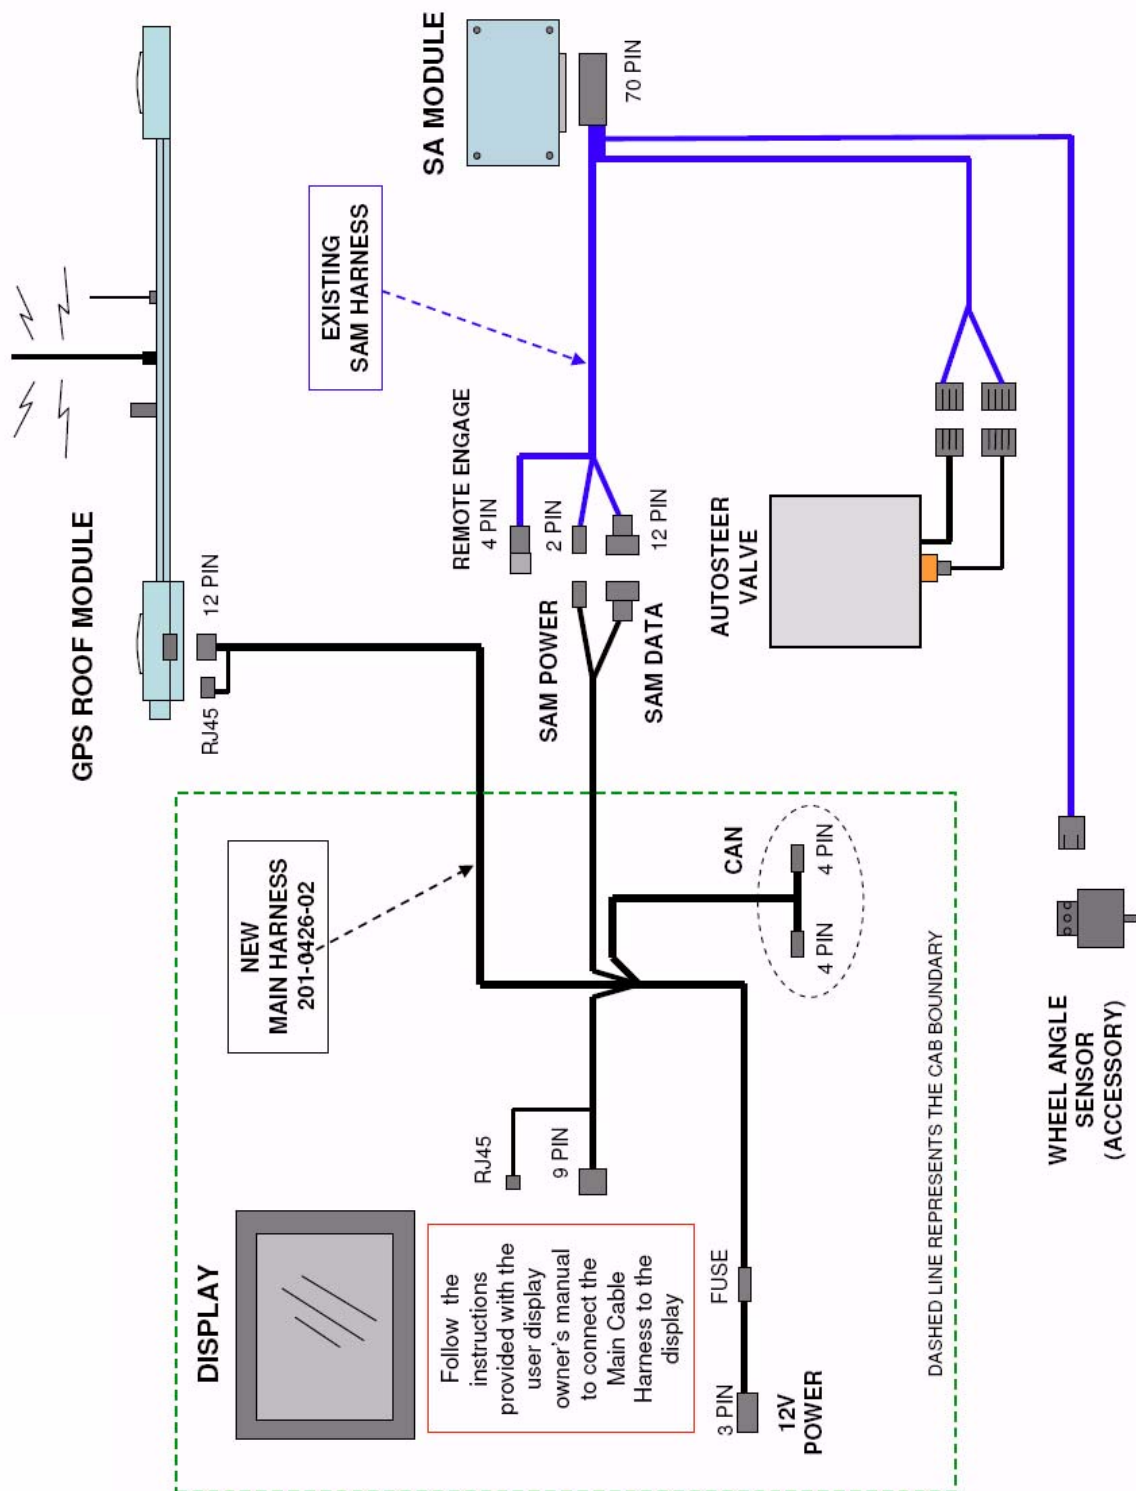 GPS ROOF MODULE
RJ45
12 PIN
SA MODULE
70 PIN
EXISTING
SAM HARNESS
REMOTE ENGAGE
4 PIN
2 PIN
12 PIN
SAM POWER
SAM DATA
AUTOSTEER
VALVE
NEW
MAIN HARNESS
201-0426-02
CAN
4 PIN
4 PIN
DISPLAY
RJ45
9 PIN
Follow the
instructions
provided with the
user display
owner's manual
to connect the
Main Cable
Harness to the
display
FUSE
3 PIN
12V
POWER
DASHED LINE REPRESENTS THE CAB BOUNDARY
WHEEL ANGLE
SENSOR
(ACCESSORY)